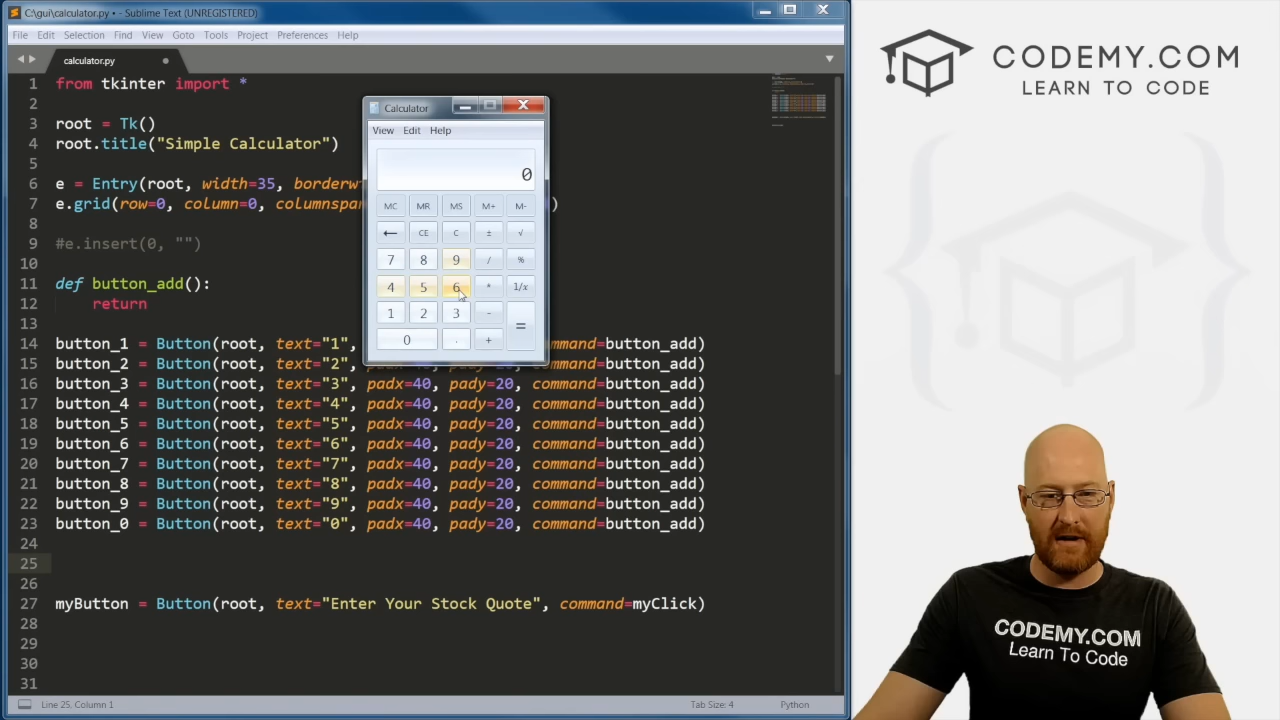 C:\gui\calculator.py • - Sublime Text (UNREGISTERED)
File Edit Selection Find View Goto Tools Project Preferences Help
calculator.py
1 from tkinter import *
2
3 root = Tk()
4 root.title("Simple Calculator")
5
6 e = Entry(root, width=35, borderw
7 e.grid(row=0, column=0, columnspan )
8
9 #e.insert(0, "")
10
11 def button_add():
12 return
13
14 button_1 = Button(root, text="1", command=button_add)
15 button_2 = Button(root, text="2", command=button_add)
16 button_3 = Button(root, text="3", padx=40, pady=20, command=button_add)
17 button_4 = Button(root, text="4", padx=40, pady=20, command=button_add)
18 button_5 = Button(root, text="5", padx=40, pady=20, command=button_add)
19 button_6 = Button(root, text="6", padx=40, pady=20, command=button_add)
20 button_7 = Button(root, text="7", padx=40, pady=20, command=button_add)
21 button_8 = Button(root, text="8", padx=40, pady=20, command=button_add)
22 button_9 = Button(root, text="9", padx=40, pady=20, command=button_add)
23 button_0 = Button(root, text="0", padx=40, pady=20, command=button_add)
24
25
26
27 myButton = Button(root, text="Enter Your Stock Quote", command=myClick)
28
29
30
31
Line 25, Column 1 Tab Size: 4 Python
Calculator
View Edit Help
0
MC MR MS M+ M-
← CE C ± √
7 8 9 / %
4 5 6 * 1/x
1 2 3 - =
0 . +
CODEMY.COM
LEARN TO CODE
CODEMY.COM
Learn To Code